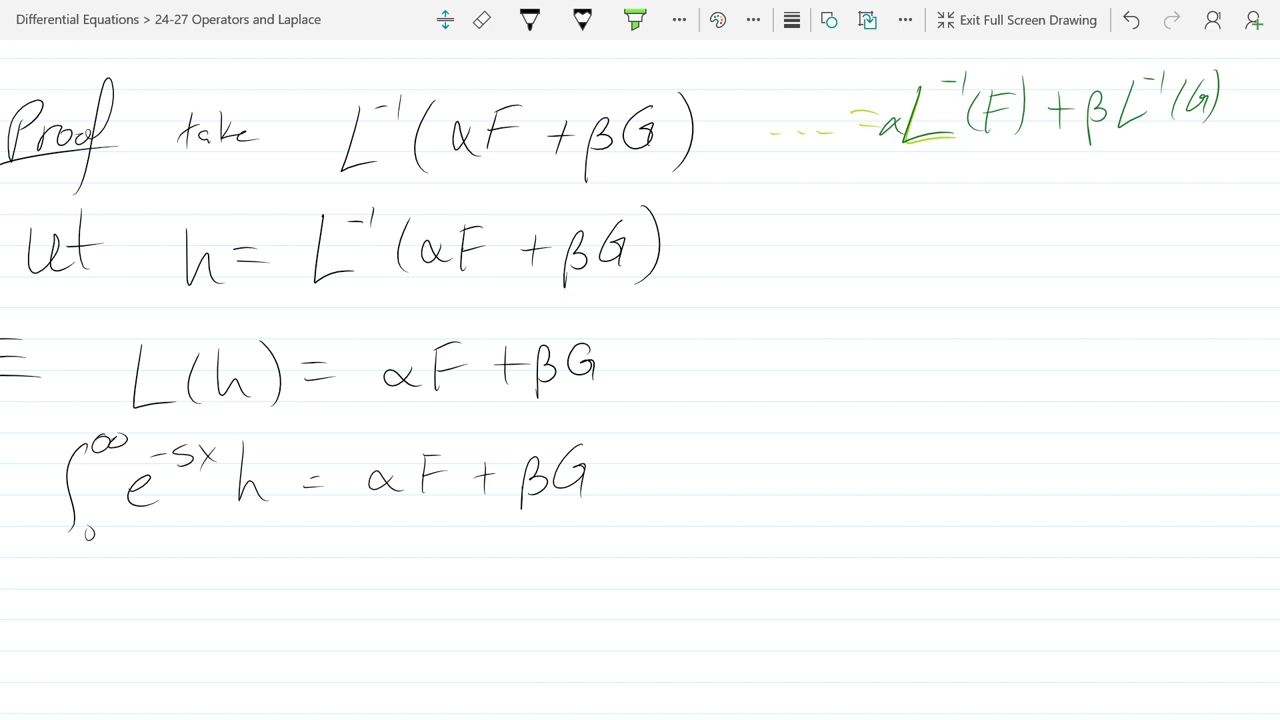 Differential Equations > 24-27 Operators and Laplace
Exit Full Screen Drawing
Proof take L⁻¹(αF + βG) .... = αL⁻¹(F) + βL⁻¹(G)
let h = L⁻¹(αF + βG)
= L(h) = αF + βG
∫₀^∞ e^(-sx) h = αF + βG